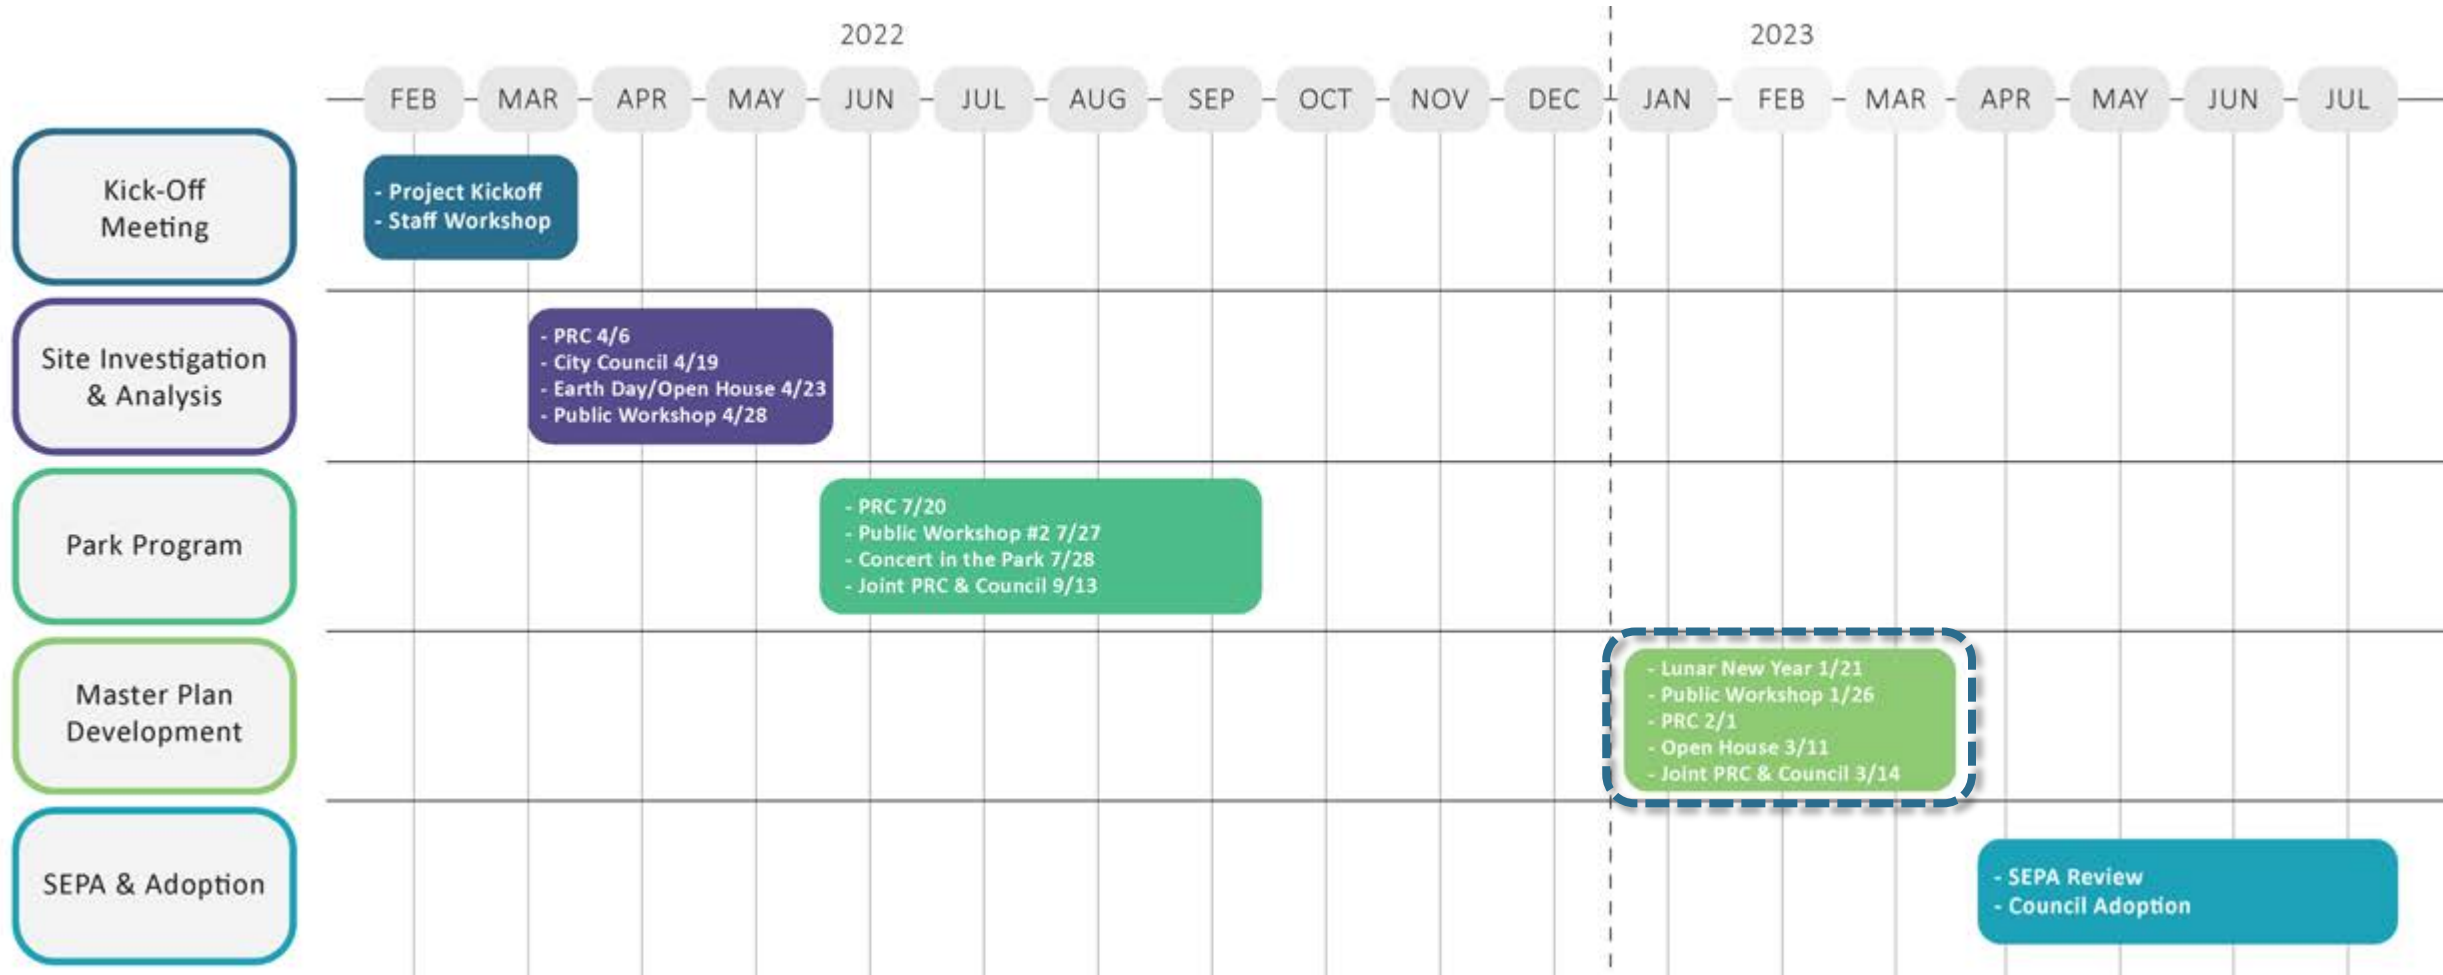 2022
2023
FEB MAR APR MAY JUN JUL AUG SEP OCT NOV DEC JAN FEB MAR APR MAY JUN JUL
Kick-Off
Meeting
- Project Kickoff
- Staff Workshop
Site Investigation
& Analysis
- PRC 4/6
- City Council 4/19
- Earth Day/Open House 4/23
- Public Workshop 4/28
Park Program
- PRC 7/20
- Public Workshop #2 7/27
- Concert in the Park 7/28
- Joint PRC & Council 9/13
Master Plan
Development
- Lunar New Year 1/21
- Public Workshop 1/26
- PRC 2/1
- Open House 3/11
- Joint PRC & Council 3/14
SEPA & Adoption
- SEPA Review
- Council Adoption